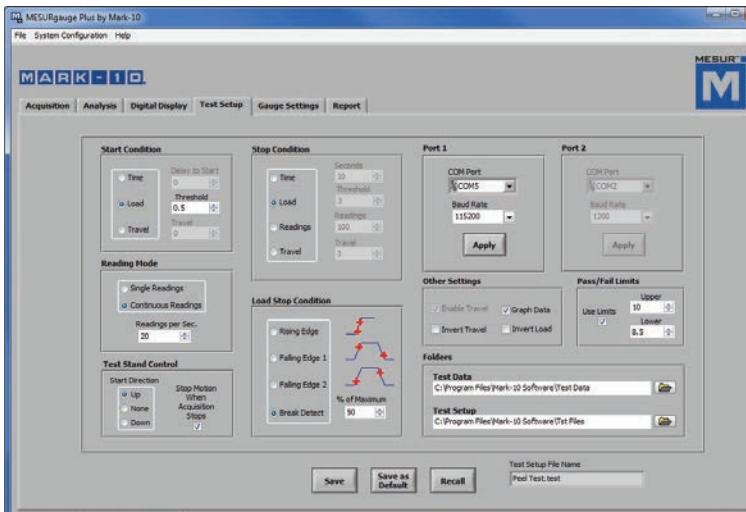 MESURgauge Plus by Mark-10
File System Configuration Help
MARK-10
MESUR
M
Acquisition Analysis Digital Display Test Setup Gauge Settings Report
Start Condition
Time
Load
Travel
Delay to Start
0
Threshold
0.5
Travel
0
Reading Mode
Single Readings
Continuous Readings
Readings per Sec.
20
Test Stand Control
Start Direction
Up
None
Down
Stop Motion
When
Acquisition
Stops
Stop Condition
Time
Load
Readings
Travel
Seconds
10
Threshold
3
Readings
100
Travel
3
Load Stop Condition
Rising Edge
Falling Edge 1
Falling Edge 2
Break Detect
% of Maximum
50
Port 1
COM Port
COM5
Baud Rate
115200
Apply
Port 2
COM Port
COM2
Baud Rate
1200
Apply
Other Settings
Enable Travel
Graph Data
Invert Travel
Invert Load
Pass/Fail Limits
Use Limits
Upper
10
Lower
8.5
Folders
Test Data
C:\Program Files\Mark-10 Software\Test Data
Test Setup
C:\Program Files\Mark-10 Software\Tst Files
Save
Save as
Default
Recall
Test Setup File Name
Peel Test.test